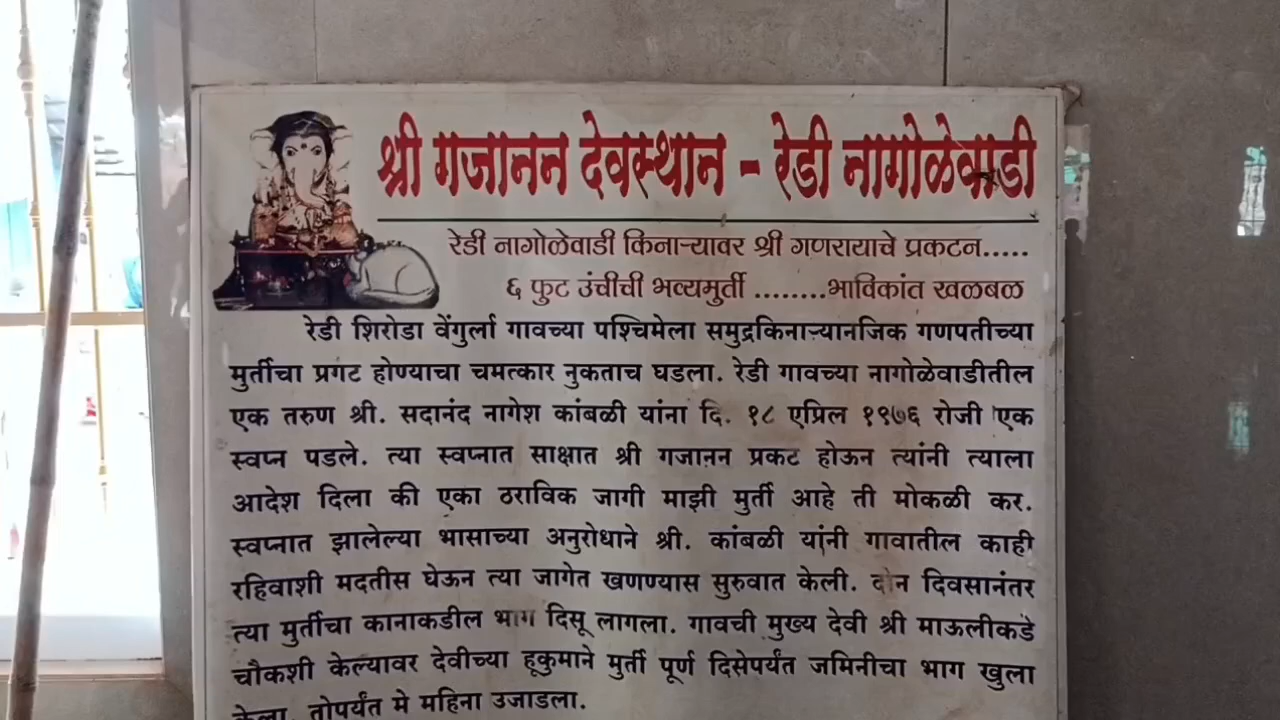 श्री गजानन देवस्थान - रेडी नागोळेवाडी
रेडी नागोळेवाडी किनाऱ्यावर श्री गणरायाचे प्रकटन.....
६ फुट उंचीची भव्यमुर्ती ........भाविकांत खळबळ
रेडी शिरोडा वेंगुर्ला गावच्या पश्चिमेला समुद्रकिनाऱ्यानजिक गणपतीच्या
मुर्तीचा प्रगट होण्याचा चमत्कार नुकताच घडला. रेडी गावच्या नागोळेवाडीतील
एक तरुण श्री. सदानंद नागेश कांबळी यांना दि. १८ एप्रिल १९७६ रोजी एक
स्वप्न पडले. त्या स्वप्नात साक्षात श्री गजानन प्रकट होऊन त्यांनी त्याला
आदेश दिला की एका ठराविक जागी माझी मुर्ती आहे ती मोकळी कर.
स्वप्नात झालेल्या भासाच्या अनुरोधाने श्री. कांबळी यांनी गावातील काही
रहिवाशी मदतीस घेऊन त्या जागेत खणण्यास सुरुवात केली. दोन दिवसानंतर
त्या मुर्तीचा कानाकडील भाग दिसू लागला. गावची मुख्य देवी श्री माऊलीकडे
चौकशी केल्यावर देवीच्या हूकुमाने मुर्ती पूर्ण दिसेपर्यंत जमिनीचा भाग खुला
केला. तोपर्यंत मे महिना उजाडला.